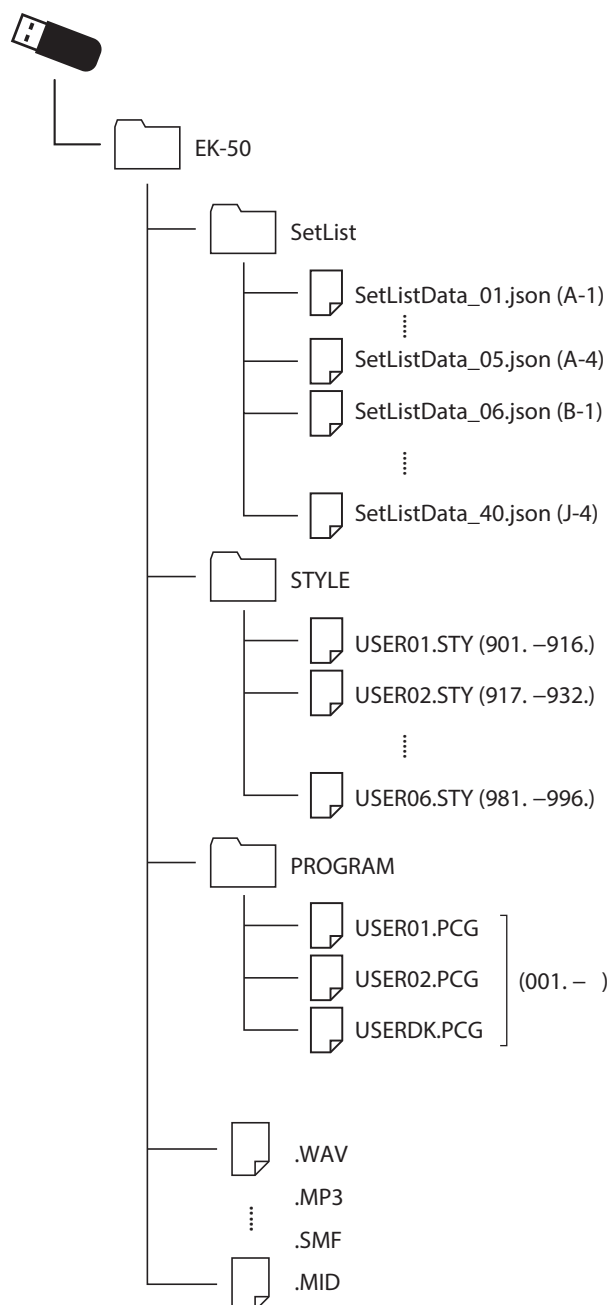 EK-50
SetList
SetListData_01.json (A-1)
SetListData_05.json (A-4)
SetListData_06.json (B-1)
SetListData_40.json (J-4)
STYLE
USER01.STY (901. –916.)
USER02.STY (917. –932.)
USER06.STY (981. –996.)
PROGRAM
USER01.PCG
USER02.PCG (001. – )
USERDK.PCG
.WAV
.MP3
.SMF
.MID